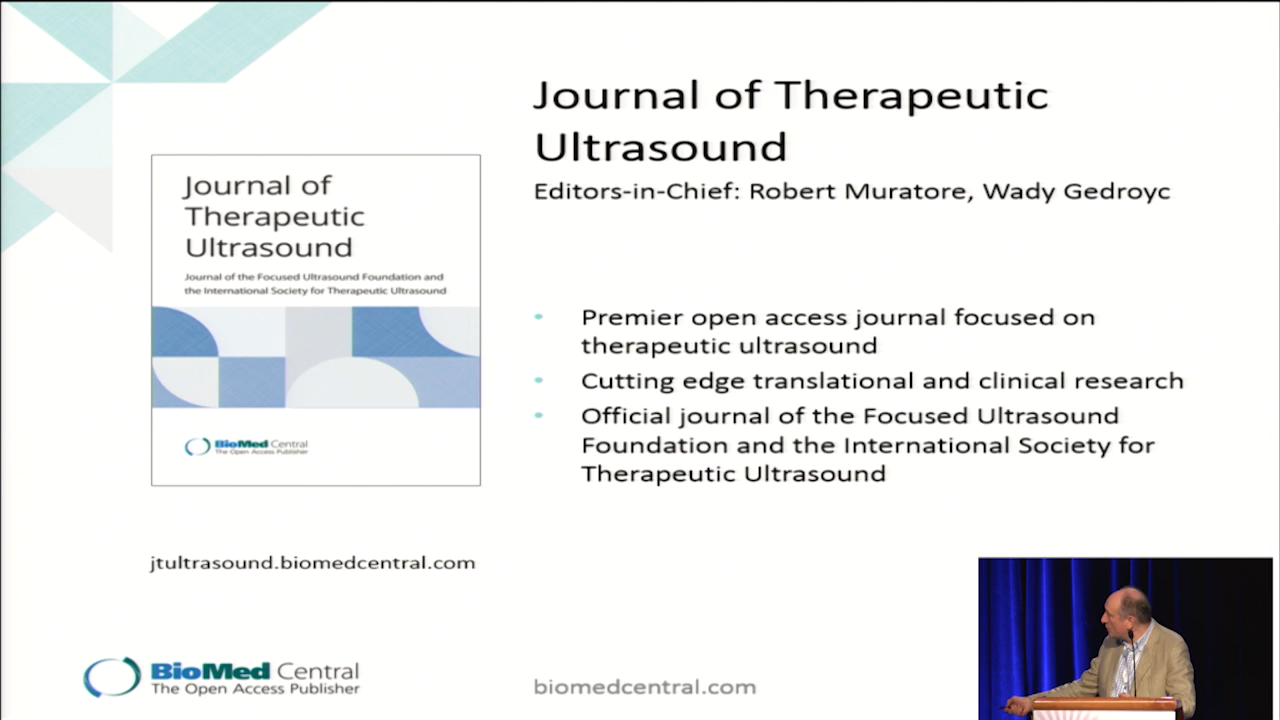 Journal of Therapeutic
Ultrasound
Editors-in-Chief: Robert Muratore, Wady Gedroyc
Journal of
Therapeutic
Ultrasound
Journal of the Focused Ultrasound Foundation and
the International Society for Therapeutic Ultrasound
BioMed Central
The Open Access Publisher
• Premier open access journal focused on
therapeutic ultrasound
• Cutting edge translational and clinical research
• Official journal of the Focused Ultrasound
Foundation and the International Society for
Therapeutic Ultrasound
jtultrasound.biomedcentral.com
BioMed Central
The Open Access Publisher
biomedcentral.com